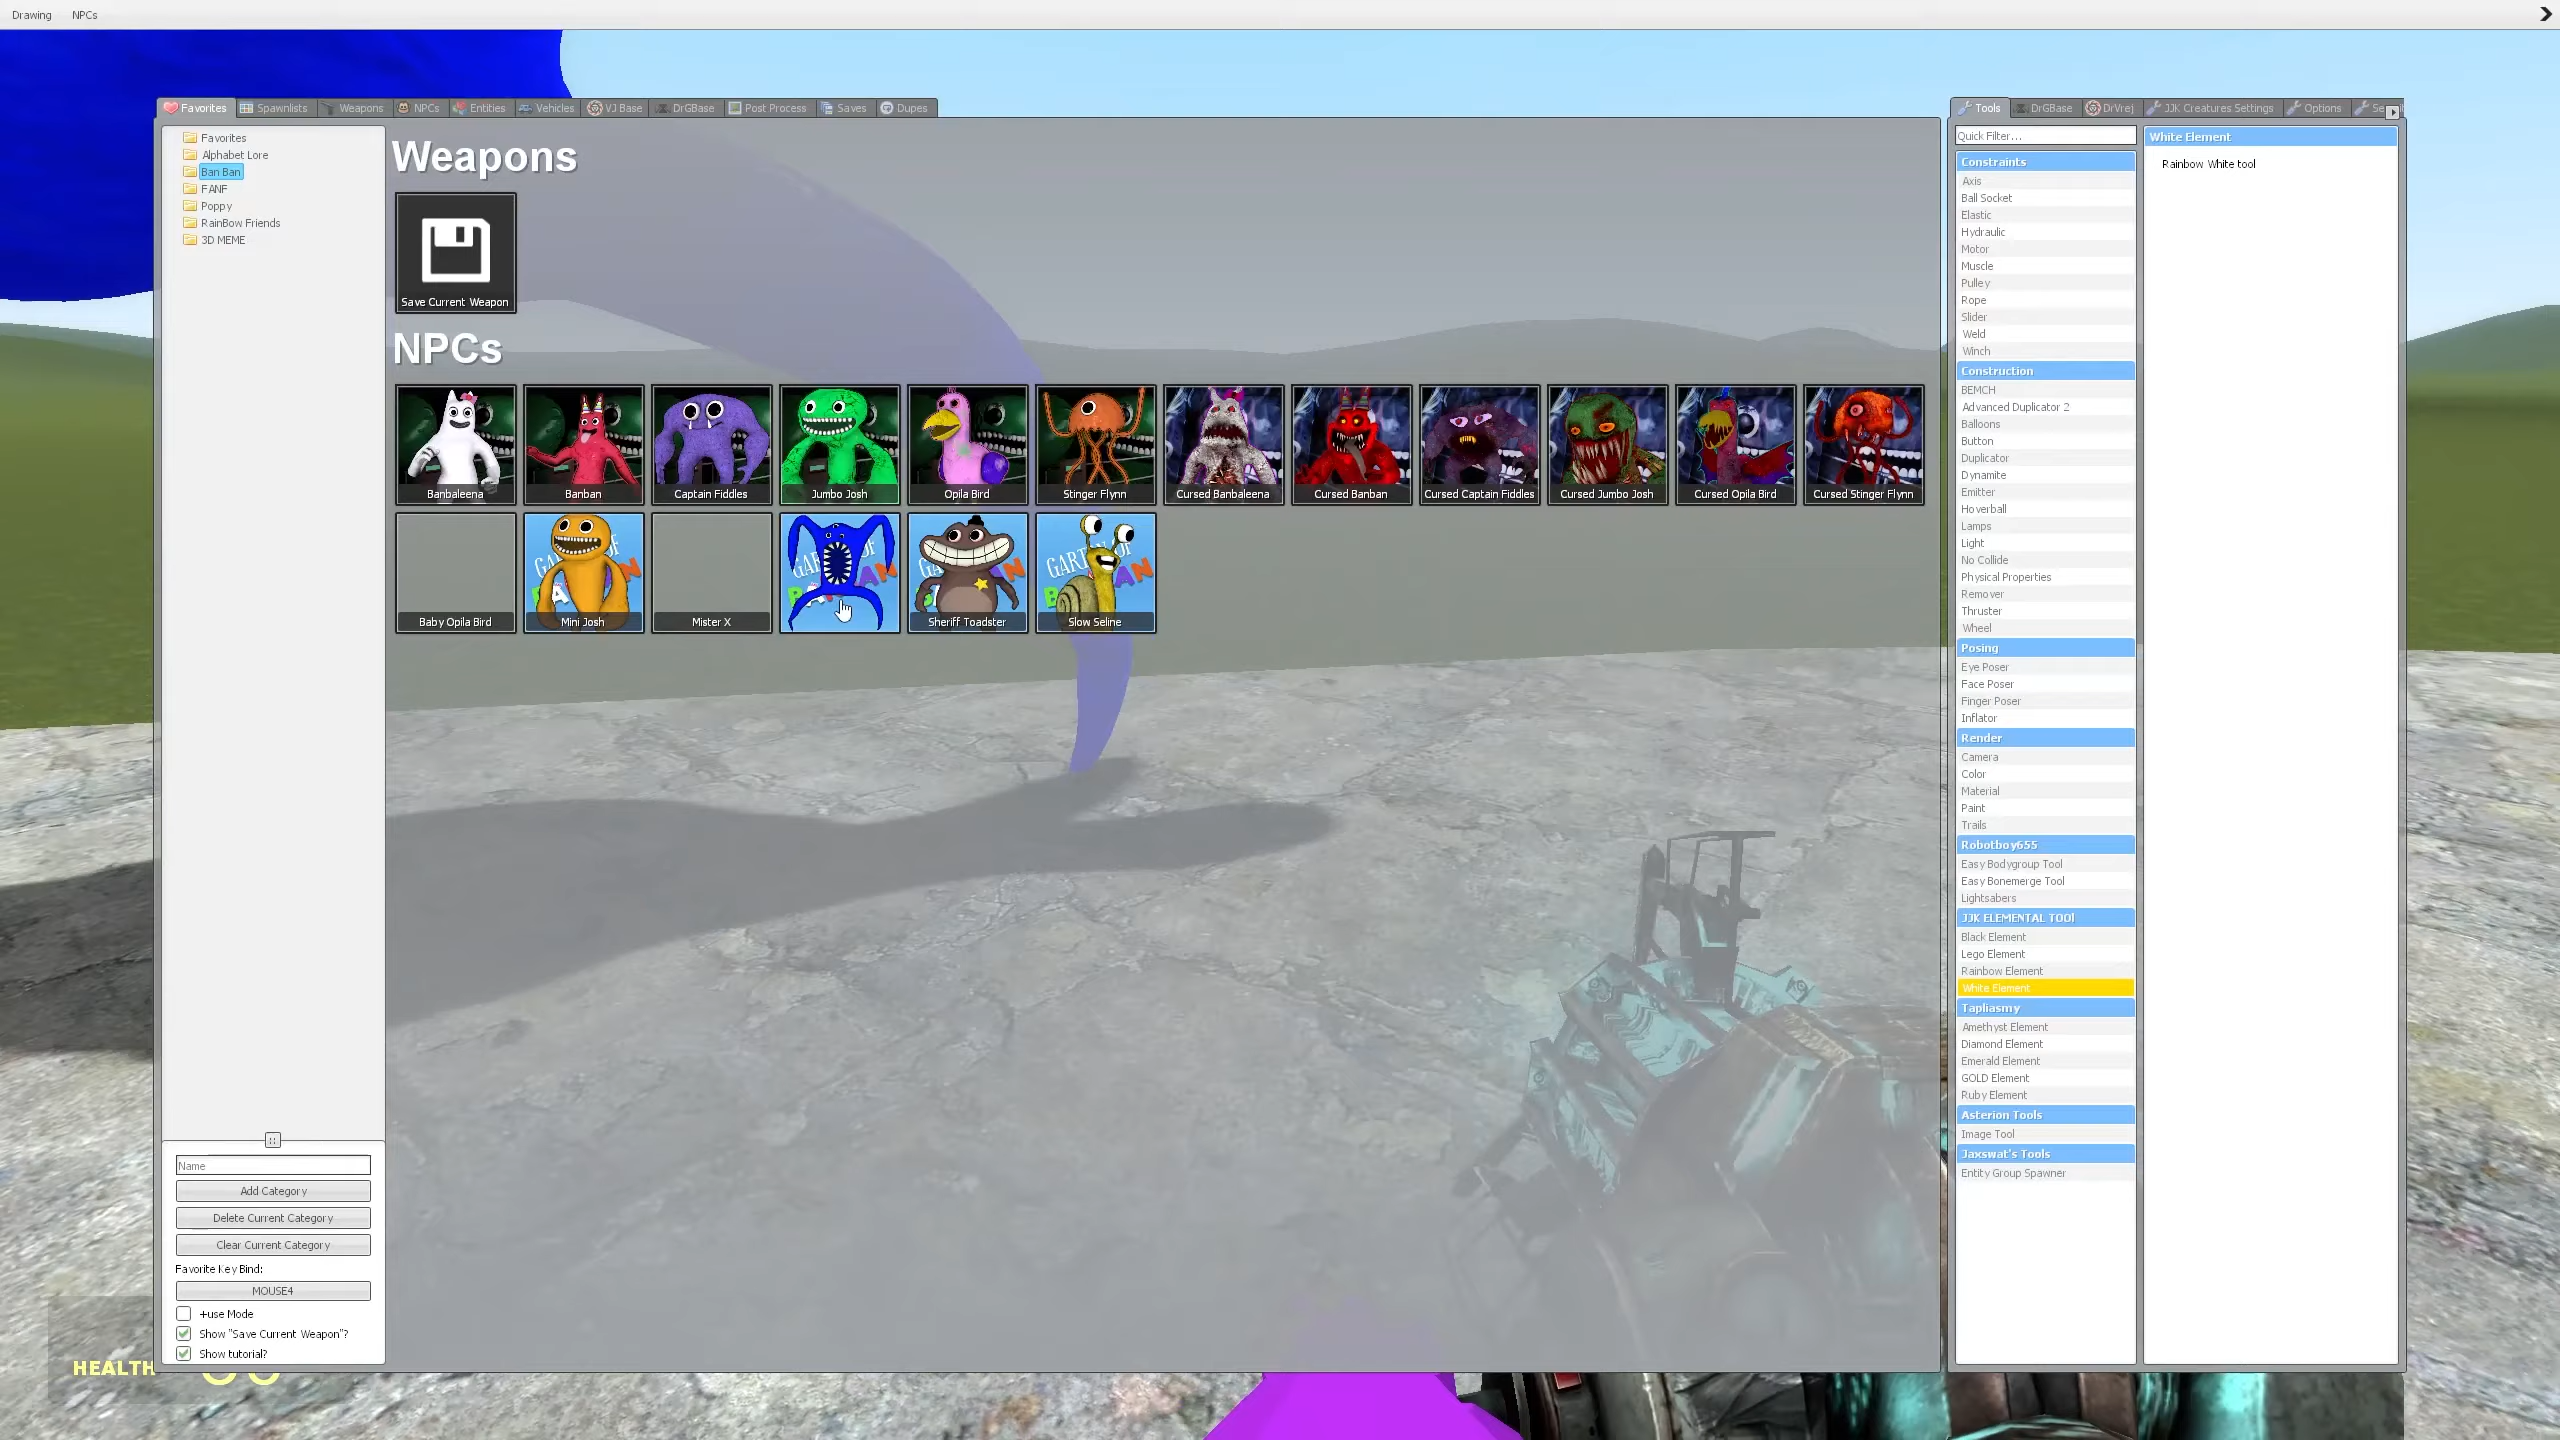 Drawing NPCs
Favorites Spawnlists Weapons NPCs Entities Vehicles VJ Base DrGBase Post Process Saves Dupes
Favorites
Alphabet Lore
Ban Ban
FANF
Poppy
RainBow Friends
3D MEME
Weapons
Save Current Weapon
NPCs
Banbaleena Banban Captain Fiddles Jumbo Josh Opila Bird Stinger Flynn Cursed Banbaleena Cursed Banban Cursed Captain Fiddles Cursed Jumbo Josh Cursed Opila Bird Cursed Stinger Flynn
Baby Opila Bird Mini Josh Mister X Sheriff Toadster Slow Seline
Name
Add Category
Delete Current Category
Clear Current Category
Favorite Key Bind:
MOUSE4
+use Mode
Show "Save Current Weapon"?
Show tutorial?
HEALTH
Tools DrGBase DrVrej JJK Creatures Settings Options
Quick Filter...
Constraints
Axis
Ball Socket
Elastic
Hydraulic
Motor
Muscle
Pulley
Rope
Slider
Weld
Winch
Construction
BEMCH
Advanced Duplicator 2
Balloons
Button
Duplicator
Dynamite
Emitter
Hoverball
Lamps
Light
No Collide
Physical Properties
Remover
Thruster
Wheel
Posing
Eye Poser
Face Poser
Finger Poser
Inflator
Render
Camera
Color
Material
Paint
Trails
Robotboy655
Easy Bodygroup Tool
Easy Bonemerge Tool
Lightsabers
JJK ELEMENTAL TOOl
Black Element
Lego Element
Rainbow Element
White Element
Tapliasmy
Amethyst Element
Diamond Element
Emerald Element
GOLD Element
Ruby Element
Asterion Tools
Image Tool
Jaxswat's Tools
Entity Group Spawner
White Element
Rainbow White tool